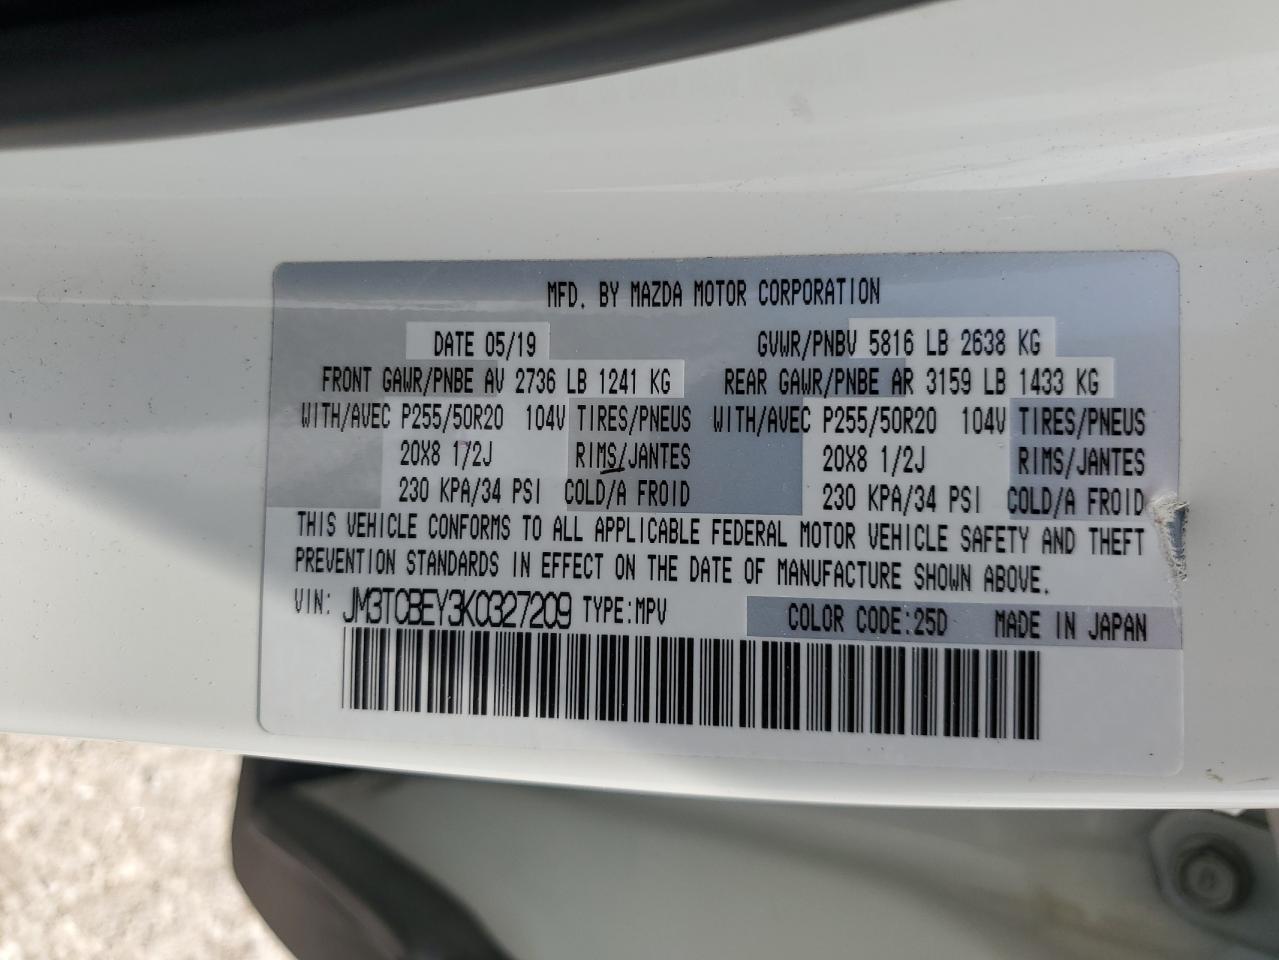 MFD. BY MAZDA MOTOR CORPORATION
DATE 05/19 GVWR/PNBV 5816 LB 2638 KG
FRONT GAWR/PNBE AV 2736 LB 1241 KG REAR GAWR/PNBE AR 3159 LB 1433 KG
WITH/AVEC P255/50R20 104V TIRES/PNEUS WITH/AVEC P255/50R20 104V TIRES/PNEUS
20X8 1/2J RIMS/JANTES 20X8 1/2J RIMS/JANTES
230 KPA/34 PSI COLD/A FROID 230 KPA/34 PSI COLD/A FROID
THIS VEHICLE CONFORMS TO ALL APPLICABLE FEDERAL MOTOR VEHICLE SAFETY AND THEFT
PREVENTION STANDARDS IN EFFECT ON THE DATE OF MANUFACTURE SHOWN ABOVE.
VIN: JM3TCBEY3K0327209 TYPE:MPV COLOR CODE:25D MADE IN JAPAN